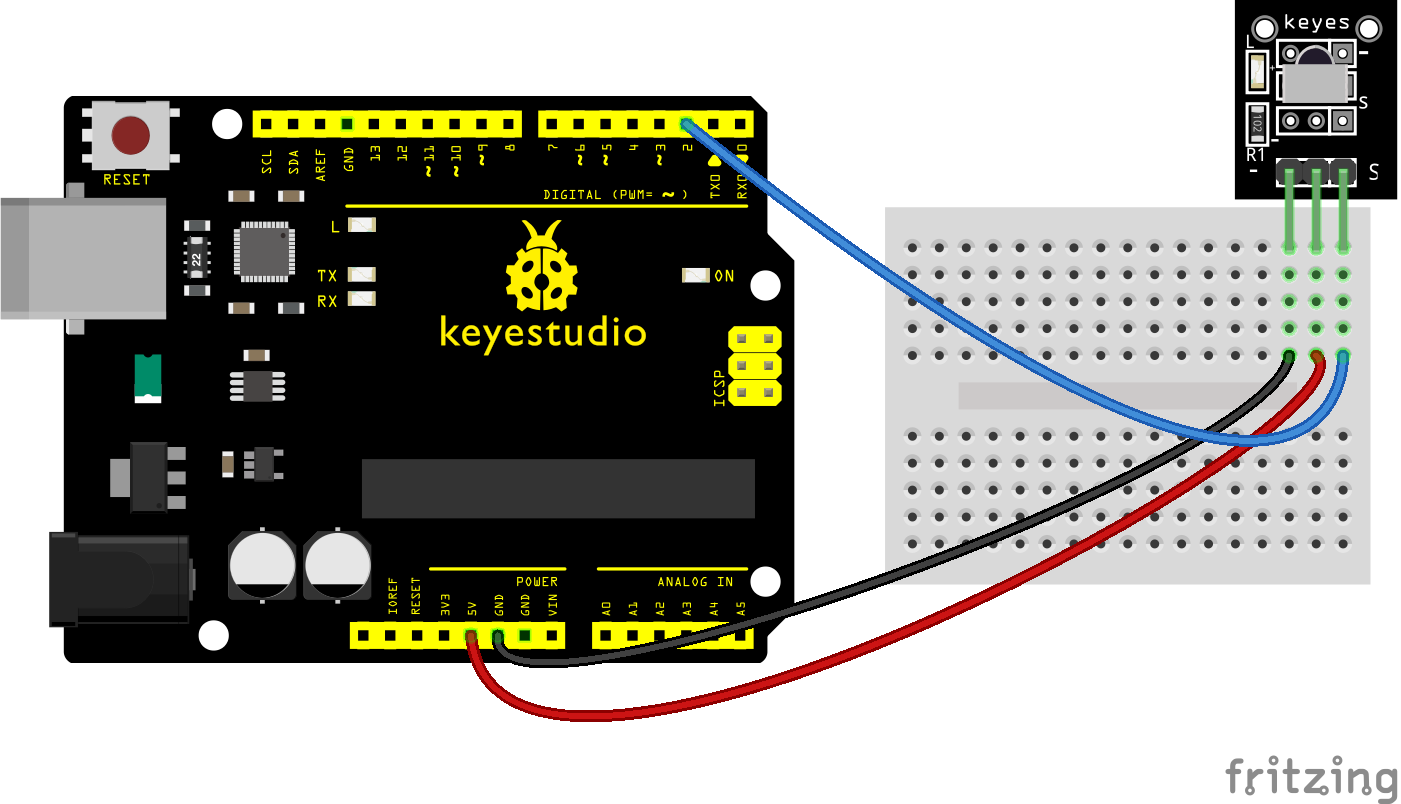 keyes
L
+
-
S
102
R1
-
S
RESET
SCL
SDA
AREF
GND
13
12
~11
~10
~9
8
7
~6
~5
4
~3
2
TX0
RX0
DIGITAL (PWM= ~ )
L
TX
RX
22
ON
keyestudio
ICSP
POWER
ANALOG IN
IOREF
RESET
3V3
5V
GND
GND
VIN
A0
A1
A2
A3
A4
A5
fritzing